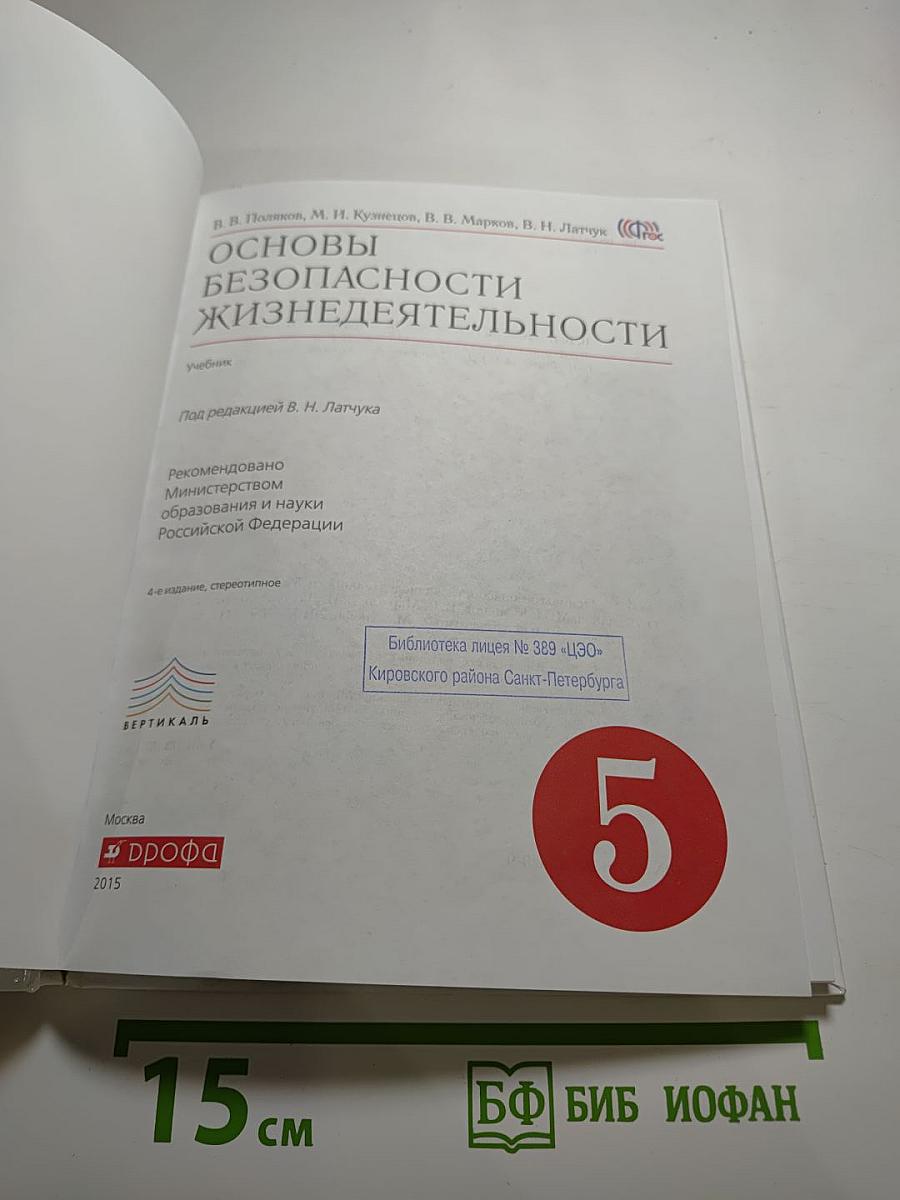 В. В. Поляков, М. И. Кузнецов, В. В. Марков, В. Н. Латчук
ФГОС
ОСНОВЫ
БЕЗОПАСНОСТИ
ЖИЗНЕДЕЯТЕЛЬНОСТИ
учебник
Под редакцией В. Н. Латчука
Рекомендовано
Министерством
образования и науки
Российской Федерации
4-е издание, стереотипное
Библиотека лицея № 389 «ЦЭО»
Кировского района Санкт-Петербурга
ВЕРТИКАЛЬ
5
Москва
дрофа
2015
15 см
БФ БИБ ИОФАН